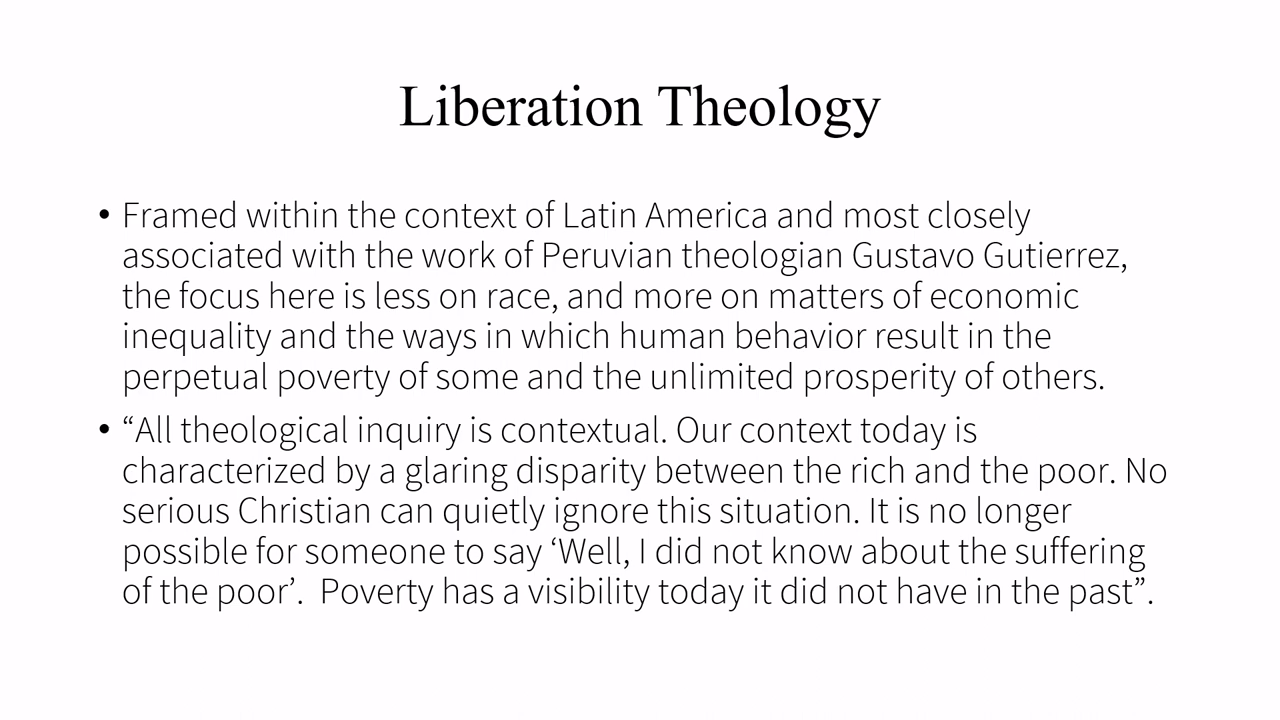 Liberation Theology
• Framed within the context of Latin America and most closely
associated with the work of Peruvian theologian Gustavo Gutierrez,
the focus here is less on race, and more on matters of economic
inequality and the ways in which human behavior result in the
perpetual poverty of some and the unlimited prosperity of others.
• “All theological inquiry is contextual. Our context today is
characterized by a glaring disparity between the rich and the poor. No
serious Christian can quietly ignore this situation. It is no longer
possible for someone to say ‘Well, I did not know about the suffering
of the poor’.  Poverty has a visibility today it did not have in the past”.